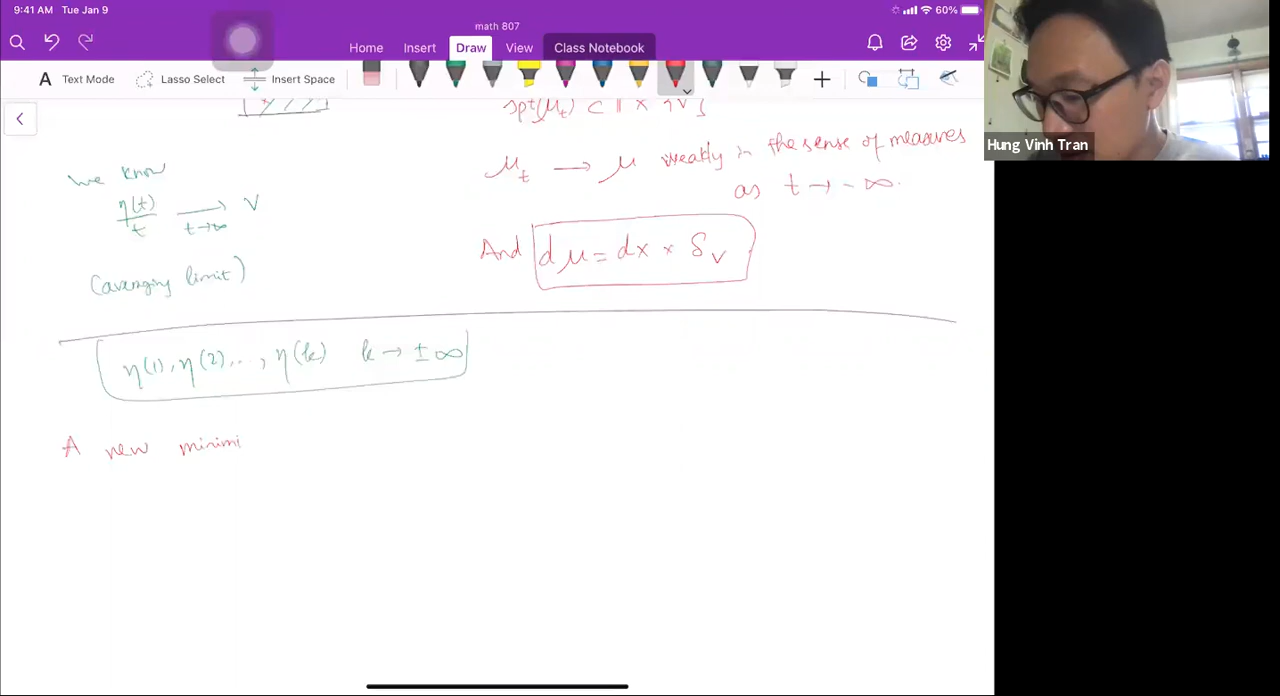 9:41 AM Tue Jan 9
60%
math 807
Home Insert Draw View Class Notebook
A Text Mode Lasso Select Insert Space
Hung Vinh Tran
spt(μ_t) ⊂ 
μ_t → μ weakly in the sense of measures
as t → -∞.
we know
η(t)/t → V
t→∞
(averaging limit)
And dμ = dx × δ_V
η(1), η(2), ..., η(k) k → ±∞
A new minimi